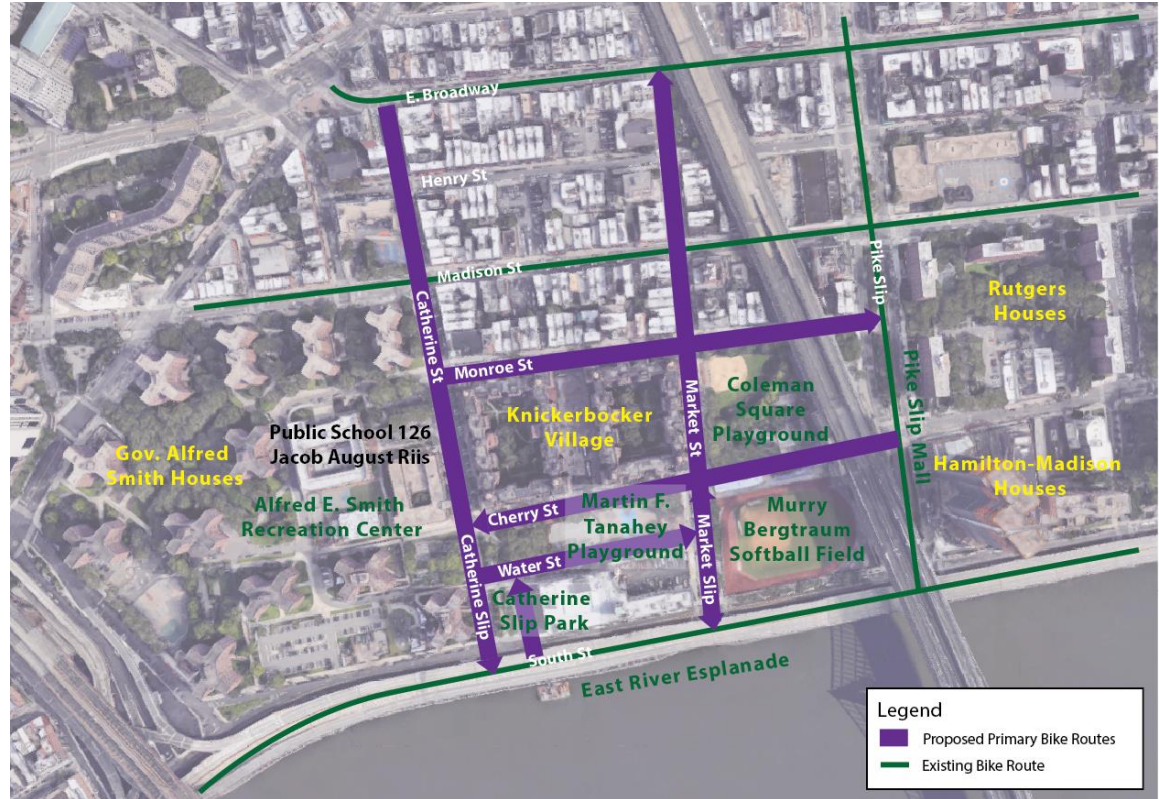 E. Broadway
Henry St
Madison St
Pike Slip
Rutgers
Houses
Catherine St
Monroe St
Market St
Coleman
Square
Playground
Pike Slip Mall
Knickerbocker
Village
Public School 126
Jacob August Riis
Gov. Alfred
Smith Houses
Hamilton-Madison
Houses
Alfred E. Smith
Recreation Center
Cherry St
Martin F.
Tanahey
Playground
Murry
Bergtraum
Softball Field
Catherine Slip
Water St
Market Slip
Catherine
Slip Park
South St
East River Esplanade
Legend
Proposed Primary Bike Routes
Existing Bike Route